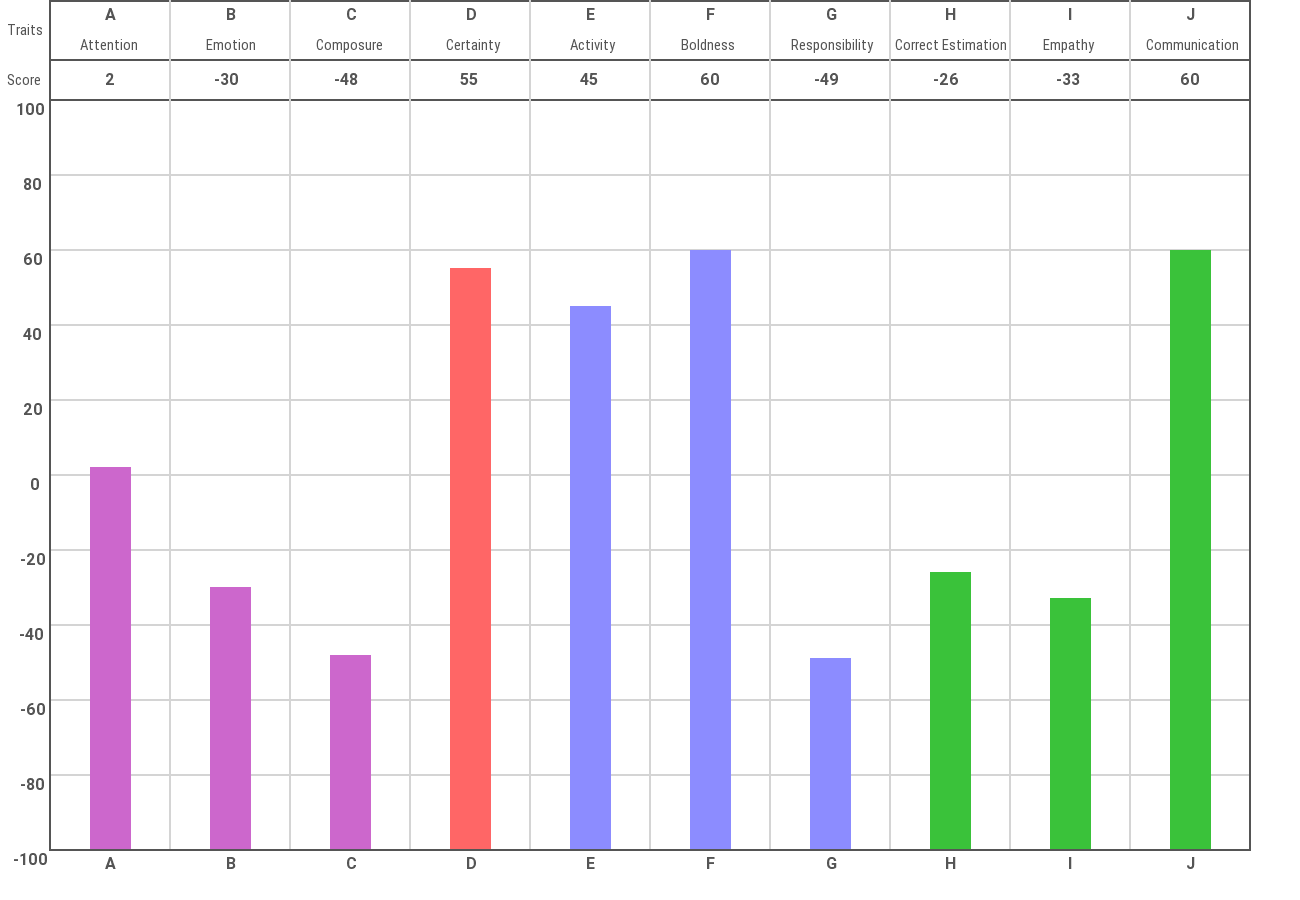 A B C D E F G H I J
Traits
Attention Emotion Composure Certainty Activity Boldness Responsibility Correct Estimation Empathy Communication
Score 2 -30 -48 55 45 60 -49 -26 -33 60
100
80
60
40
20
0
-20
-40
-60
-80
-100
A B C D E F G H I J